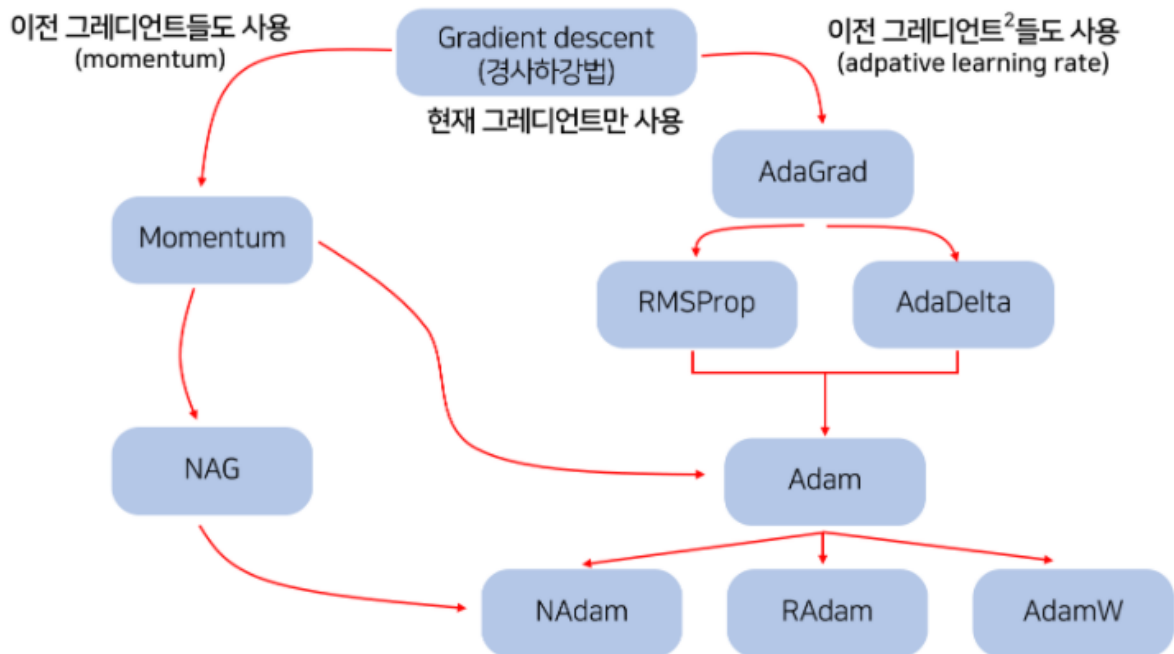 이전 그레디언트들도 사용
(momentum)
Gradient descent
(경사하강법)
현재 그레디언트만 사용
이전 그레디언트²들도 사용
(adpative learning rate)
AdaGrad
Momentum
RMSProp
AdaDelta
NAG
Adam
NAdam
RAdam
AdamW